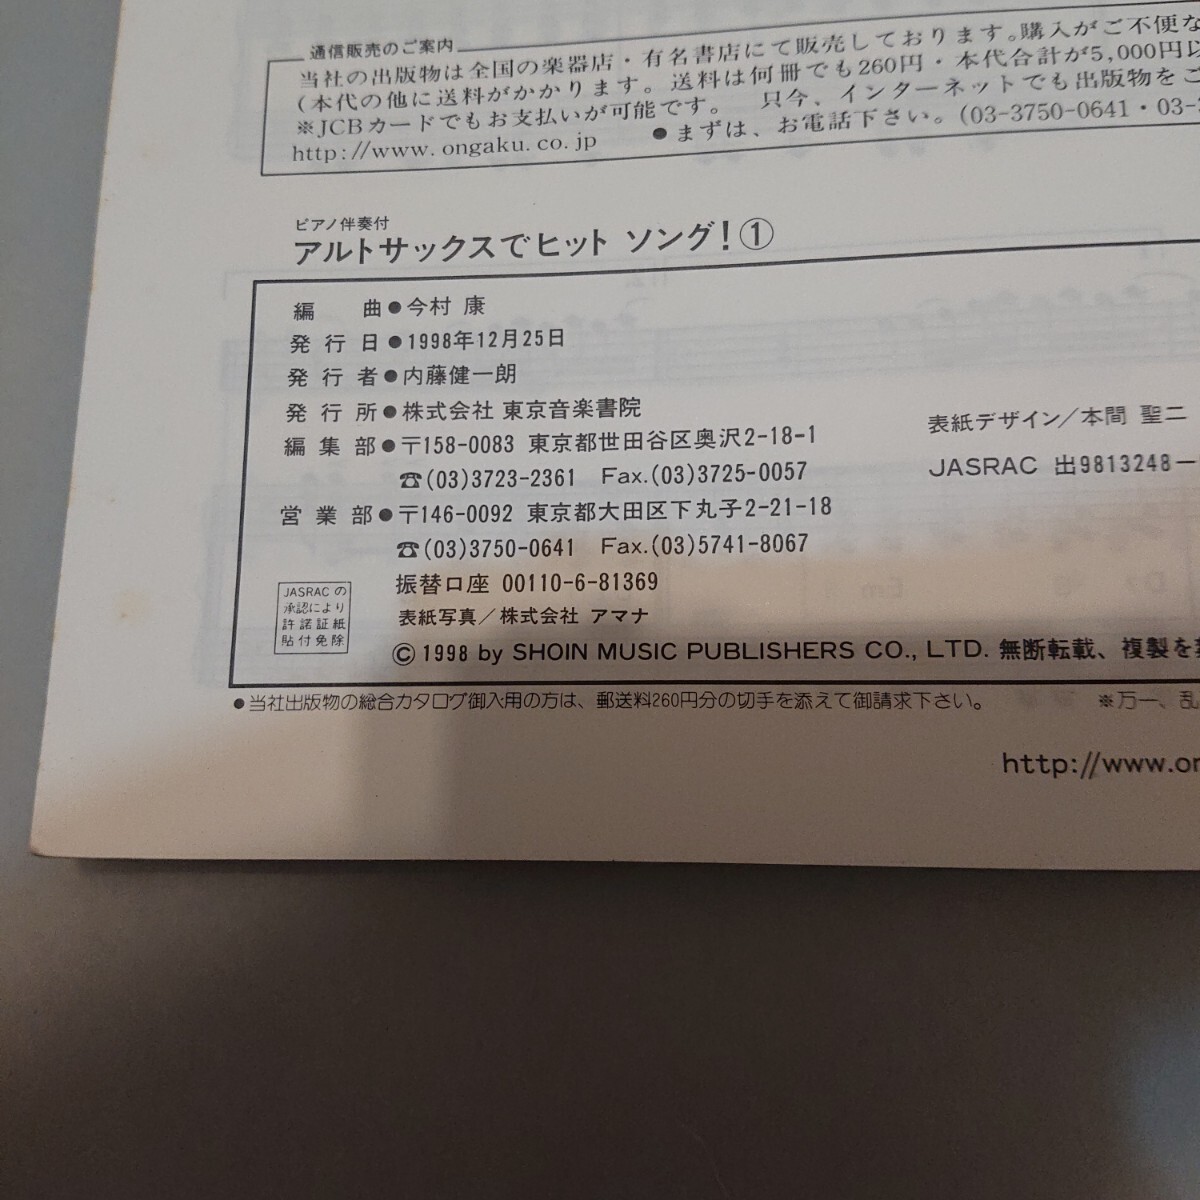 通信販売のご案内
当社の出版物は全国の楽器店・有名書店にて販売しております。購入がご不便な
(本代の他に送料がかかります。送料は何冊でも260円・本代合計が5,000円以
※JCBカードでもお支払いが可能です。 只今、インターネットでも出版物をご
http://www.ongaku.co.jp ●まずは、お電話下さい。(03-3750-0641・03-
ピアノ伴奏付
アルトサックスでヒット ソング!①
編曲●今村 康
発行日●1998年12月25日
発行者●内藤健一朗
発行所●株式会社 東京音楽書院
編集部●〒158-0083 東京都世田谷区奥沢2-18-1
☎(03)3723-2361 Fax.(03)3725-0057
営業部●〒146-0092 東京都大田区下丸子2-21-18
☎(03)3750-0641 Fax.(03)5741-8067
振替口座 00110-6-81369
表紙写真/株式会社 アマナ
表紙デザイン/本間 聖二
JASRAC 出9813248-
JASRACの
承認により
許諾証紙
貼付免除
©1998 by SHOIN MUSIC PUBLISHERS CO., LTD. 無断転載、複製を
●当社出版物の総合カタログ御入用の方は、郵送料260円分の切手を添えて御請求下さい。 ※万一、乱
http://www.on